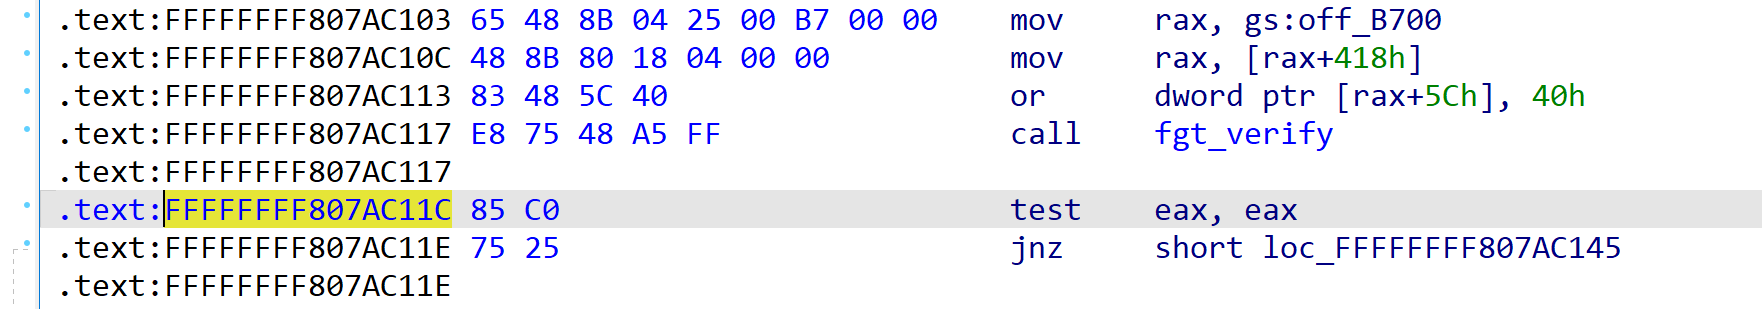 .text:FFFFFFFF807AC103 65 48 8B 04 25 00 B7 00 00 mov rax, gs:off_B700
.text:FFFFFFFF807AC10C 48 8B 80 18 04 00 00 mov rax, [rax+418h]
.text:FFFFFFFF807AC113 83 48 5C 40 or dword ptr [rax+5Ch], 40h
.text:FFFFFFFF807AC117 E8 75 48 A5 FF call fgt_verify
.text:FFFFFFFF807AC117
.text:FFFFFFFF807AC11C 85 C0 test eax, eax
.text:FFFFFFFF807AC11E 75 25 jnz short loc_FFFFFFFF807AC145
.text:FFFFFFFF807AC11E